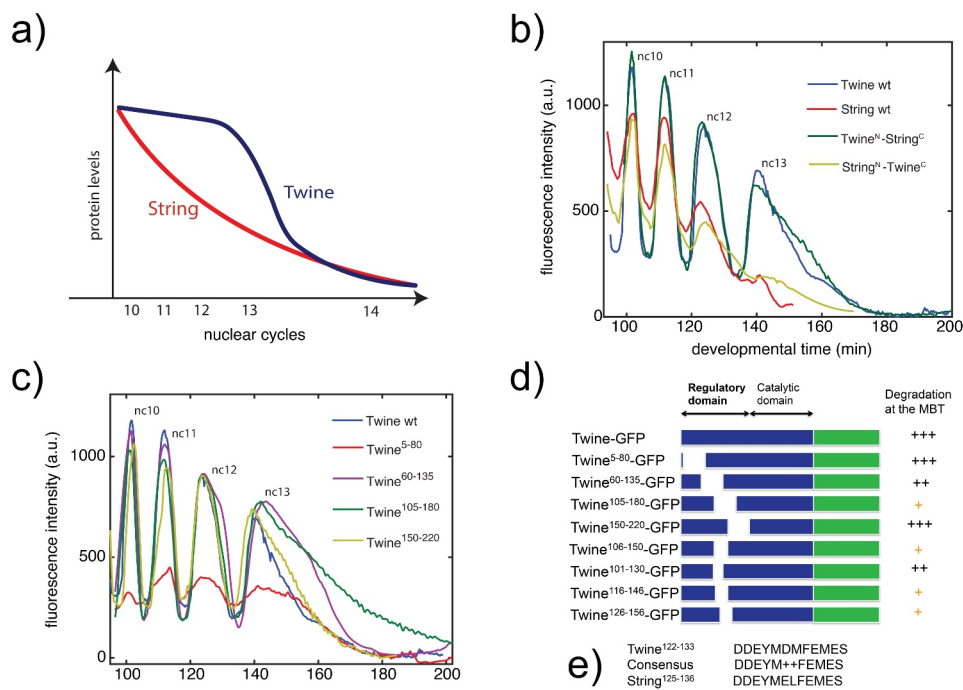 a)
protein levels
String
Twine
10 11 12 13 14
nuclear cycles
b)
fluorescence intensity (a.u.)
1000
500
0
nc10
nc11
nc12
nc13
Twine wt
String wt
Twineᴺ-Stringᶜ
Stringᴺ-Twineᶜ
100 120 140 160 180 200
developmental time (min)
c)
fluorescence intensity (a.u.)
1000
500
0
nc10
nc11
nc12
nc13
Twine wt
Twine⁵⁻⁸⁰
Twine⁶⁰⁻¹³⁵
Twine¹⁰⁵⁻¹⁸⁰
Twine¹⁵⁰⁻²²⁰
100 120 140 160 180 200
d)
Regulatory domain
Catalytic domain
Degradation
at the MBT
Twine-GFP +++
Twine⁵⁻⁸⁰-GFP +++
Twine⁶⁰⁻¹³⁵-GFP ++
Twine¹⁰⁵⁻¹⁸⁰-GFP +
Twine¹⁵⁰⁻²²⁰-GFP +++
Twine¹⁰⁶⁻¹⁵⁰-GFP +
Twine¹⁰¹⁻¹³⁰-GFP ++
Twine¹¹⁶⁻¹⁴⁶-GFP +
Twine¹²⁶⁻¹⁵⁶-GFP +
e)
Twine¹²²⁻¹³³ DDEYMDMFEMES
Consensus DDEYM++FEMES
String¹²⁵⁻¹³⁶ DDEYMELFEMES